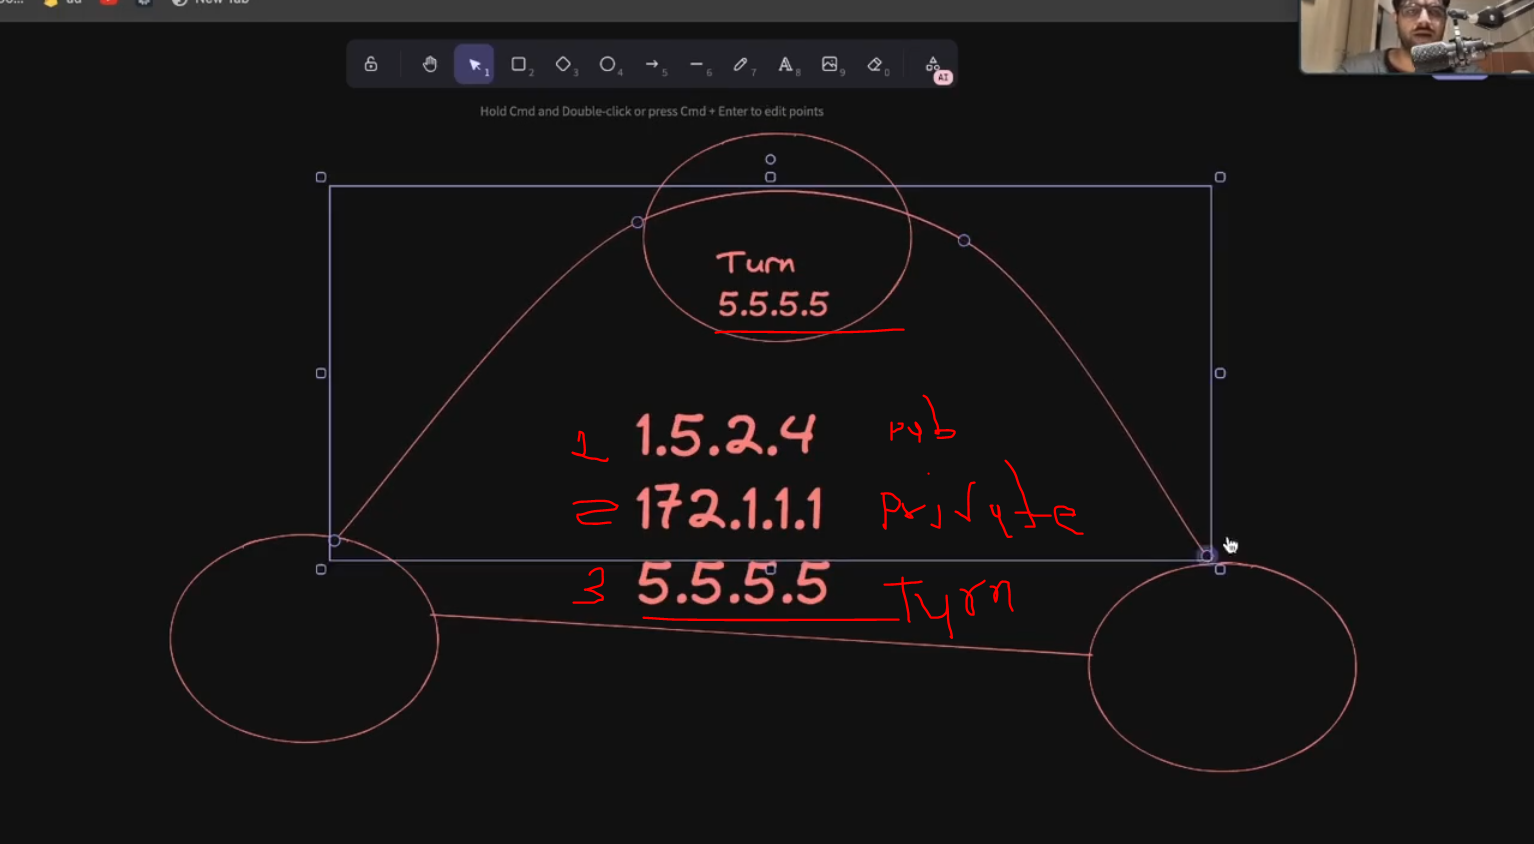 New Tab
1 2 3 4 5 6 7 8 9 0 AI
Hold Cmd and Double-click or press Cmd + Enter to edit points
Turn
5.5.5.5
1 1.5.2.4 pub
2 172.1.1.1 private
3 5.5.5.5 Turn